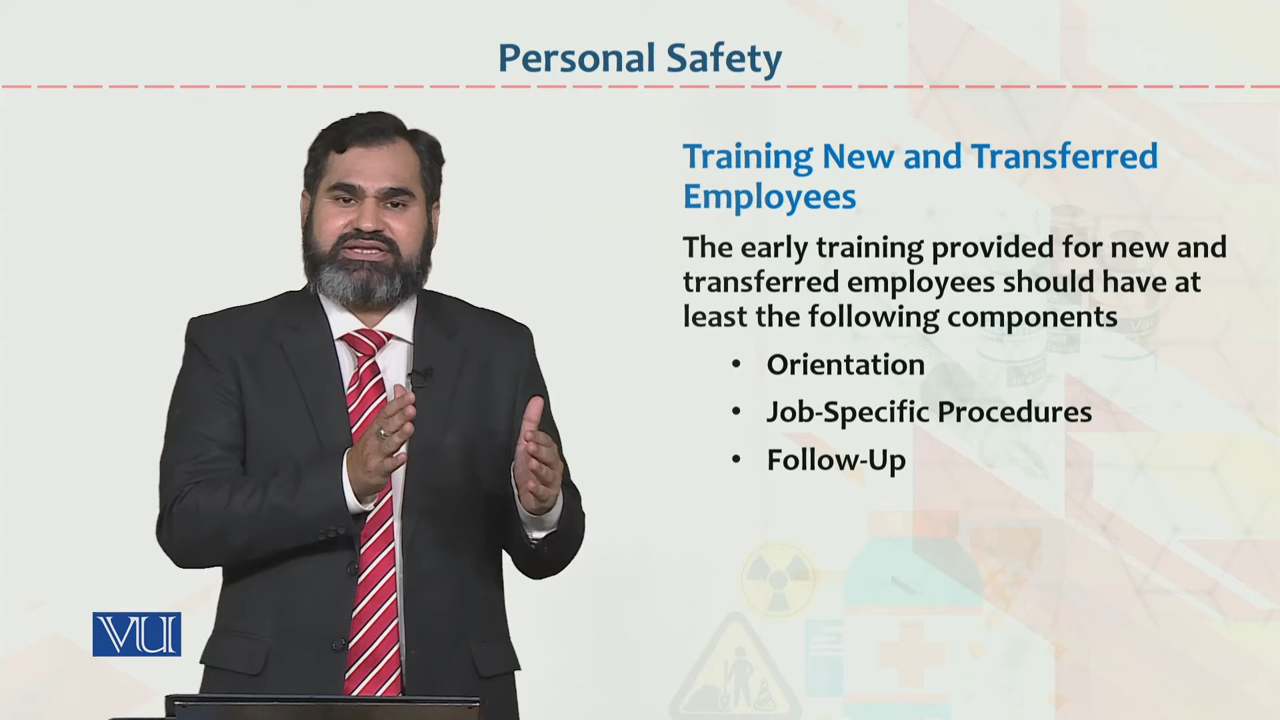 Personal Safety
Training New and Transferred
Employees
The early training provided for new and
transferred employees should have at
least the following components
• Orientation
• Job-Specific Procedures
• Follow-Up
VU